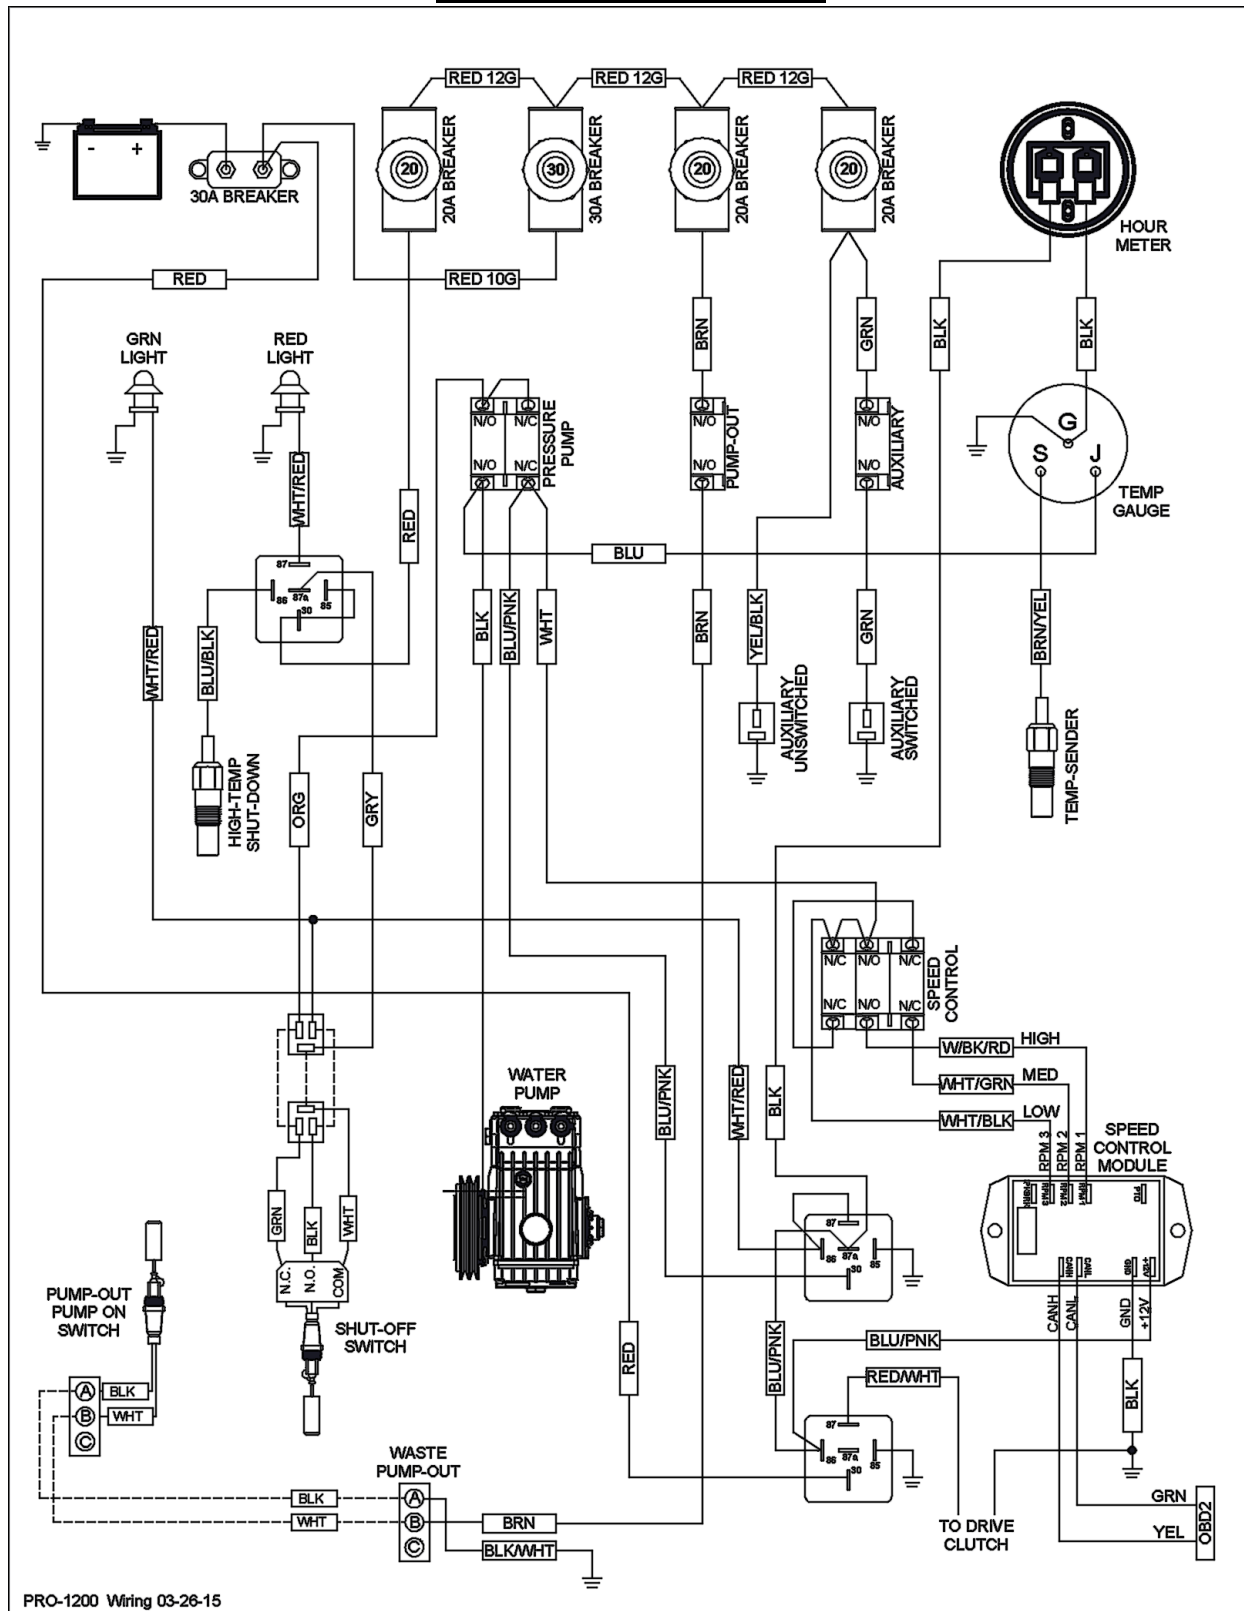 RED 12G
RED 12G
RED 12G
- +
20
30
20
20
30A BREAKER
20A BREAKER
30A BREAKER
20A BREAKER
20A BREAKER
HOUR
METER
RED
RED 10G
BRN
GRN
BLK
BLK
GRN
LIGHT
RED
LIGHT
N/O
N/C
N/O
N/C
PRESSURE
PUMP
N/O
N/O
PUMP-OUT
N/O
N/O
AUXILIARY
G
S
J
TEMP
GAUGE
WHT/RED
RED
BLU
87
86
87a
85
30
WHT/RED
BLU/BLK
BLK
BLU/PNK
WHT
BRN
YEL/BLK
GRN
BRN/YEL
HIGH-TEMP
SHUT-DOWN
ORG
GRY
AUXILIARY
UNSWITCHED
AUXILIARY
SWITCHED
TEMP-SENDER
N/C
N/O
N/C
N/C
N/O
N/C
SPEED
CONTROL
W/BK/RD
HIGH
WHT/GRN
MED
WHT/BLK
LOW
WATER
PUMP
BLU/PNK
WHT/RED
BLK
RPM 3
RPM 2
RPM 1
SPEED
CONTROL
MODULE
RPM3
RPM2
RPM1
PTO
CANH
CANL
GND
+12V
CANH
CANL
GND
+12V
GRN
BLK
WHT
N.C.
N.O.
COM
SHUT-OFF
SWITCH
PUMP-OUT
PUMP ON
SWITCH
87
86
87a
85
30
A
BLK
B
WHT
C
RED
BLU/PNK
BLU/PNK
RED/WHT
BLK
87
86
87a
85
30
WASTE
PUMP-OUT
BLK
A
WHT
B
BRN
C
BLK/WHT
TO DRIVE
CLUTCH
GRN
YEL
OBD2
PRO-1200 Wiring 03-26-15